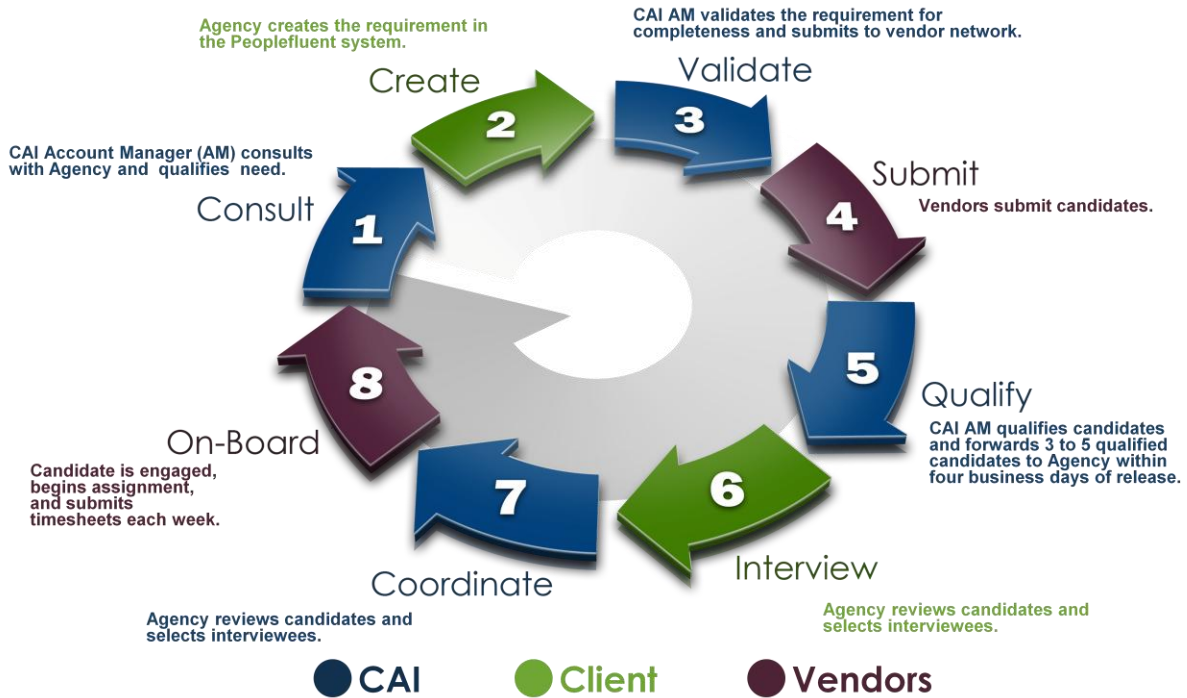 Agency creates the requirement in
the Peoplefluent system.
Create
2
CAI AM validates the requirement for
completeness and submits to vendor network.
Validate
3
CAI Account Manager (AM) consults
with Agency and qualifies need.
Consult
1
Submit
Vendors submit candidates.
4
5
Qualify
CAI AM qualifies candidates
and forwards 3 to 5 qualified
candidates to Agency within
four business days of release.
8
On-Board
Candidate is engaged,
begins assignment,
and submits
timesheets each week.
7
Coordinate
Agency reviews candidates and
selects interviewees.
6
Interview
Agency reviews candidates and
selects interviewees.
CAI
Client
Vendors